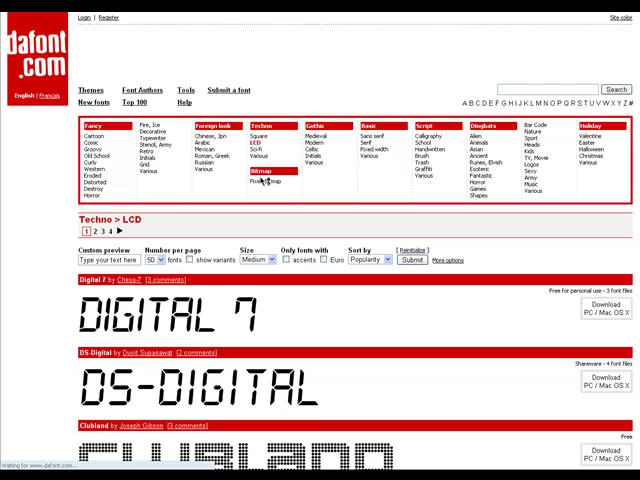 Login | Register
Site color
dafont
.com
English | Français
Themes Font Authors Tools Submit a font
New fonts Top 100 Help
Search
A B C D E F G H I J K L M N O P Q R S T U V W X Y Z #
Fancy
Cartoon
Comic
Groovy
Old School
Curly
Western
Eroded
Distorted
Destroy
Horror
Fire, Ice
Decorative
Typewriter
Stencil, Army
Retro
Initials
Grid
Various
Foreign look
Chinese, Jpn
Arabic
Mexican
Roman, Greek
Russian
Various
Techno
Square
LCD
Sci-fi
Various
Bitmap
Gothic
Medieval
Modern
Celtic
Initials
Various
Basic
Sans serif
Serif
Fixed width
Various
Script
Calligraphy
School
Handwritten
Brush
Trash
Graffiti
Various
Dingbats
Alien
Animals
Asian
Ancient
Runes, Elvish
Esoteric
Fantastic
Horror
Games
Shapes
Bar Code
Nature
Sport
Heads
Kids
TV, Movie
Logos
Sexy
Army
Music
Various
Holiday
Valentine
Easter
Halloween
Christmas
Various
Techno > LCD
1 2 3 4
Custom preview Number per page Size Only fonts with Sort by [ Reinitialize ]
Type your text here 50 fonts show variants Medium accents Euro Popularity Submit More options
Digital 7 by Chess-7 [3 comments]
Free for personal use - 3 font files
DIGITAL 7
Download
PC / Mac OS X
DS-Digital by Dusit Supasawat [2 comments]
Shareware - 4 font files
DS-DIGITAL
Download
PC / Mac OS X
Clubland by Joseph Gibson [3 comments]
Free
CLUBLAND
Download
PC / Mac OS X
Waiting for www.dafont.com...